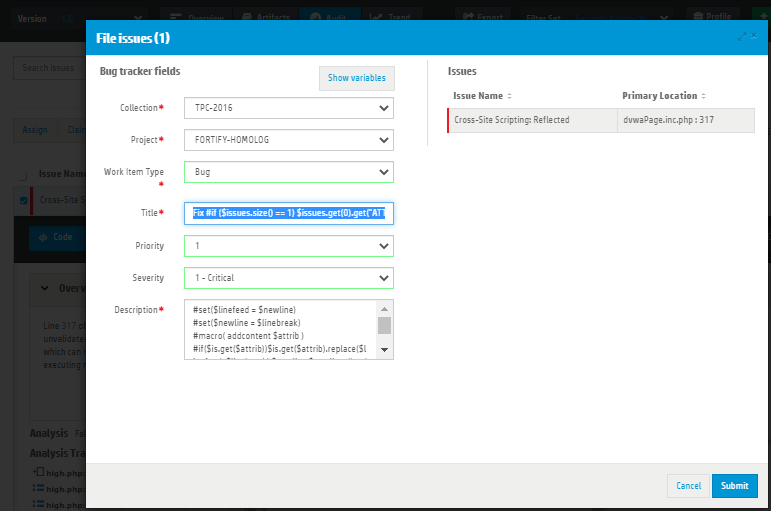 Version
Overview
Artifacts
Audit
Trend
Export
Filter Set
Profile
File issues (1)
Search issues
Assign
Issue Name
Cross-Site S
Code
Line 317 of
unvalidate
which can r
executing m
Analysis
Analysis Tra
high.php:
high.php:
high.php:
Bug tracker fields
Show variables
Collection*
TPC-2016
Project*
FORTIFY-HOMOLOG
Work Item Type
*
Bug
Title*
Fix #if ($issues.size() == 1) $issues.get(0).get("ATT
Priority
1
Severity
1 - Critical
Description*
#set($linefeed = $newline)
#set($newline = $linebreak)
#macro( addcontent $attrib )
#if($is.get($attrib))$is.get($attrib).replace($l
Issues
Issue Name
Primary Location
Cross-Site Scripting: Reflected
dvwaPage.inc.php : 317
Cancel
Submit